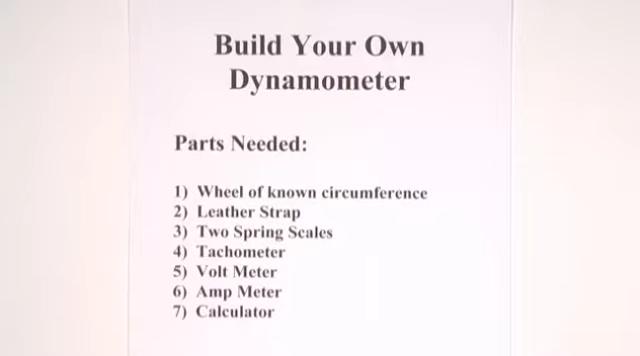 Build Your Own
Dynamometer
Parts Needed:
1) Wheel of known circumference
2) Leather Strap
3) Two Spring Scales
4) Tachometer
5) Volt Meter
6) Amp Meter
7) Calculator